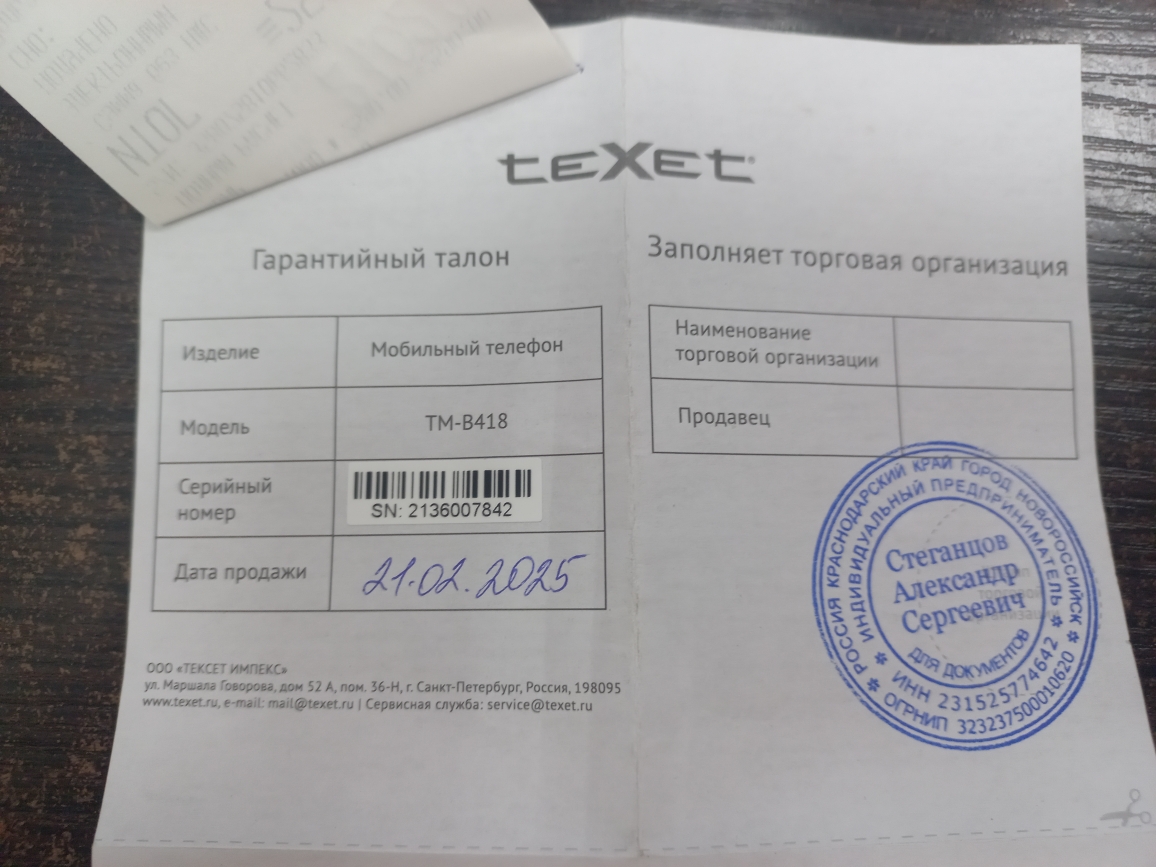 teXet
Гарантийный талон
Изделие
Мобильный телефон
Модель
TM-B418
Серийный
номер
SN: 2136007842
Дата продажи
21.02.2025
ООО «ТЕКСЕТ ИМПЕКС»
ул. Маршала Говорова, дом 52 А, пом. 36-Н, г. Санкт-Петербург, Россия, 198095
www.texet.ru, e-mail: mail@texet.ru | Сервисная служба: service@texet.ru
Заполняет торговая организация
Наименование
торговой организации
Продавец
РОССИЯ КРАСНОДАРСКИЙ КРАЙ ГОРОД НОВОРОССИЙСК
ИНДИВИДУАЛЬНЫЙ ПРЕДПРИНИМАТЕЛЬ
Стеганцов
Александр
Сергеевич
ДЛЯ ДОКУМЕНТОВ
ИНН 231525774642
ОГРНИП 323237500010620